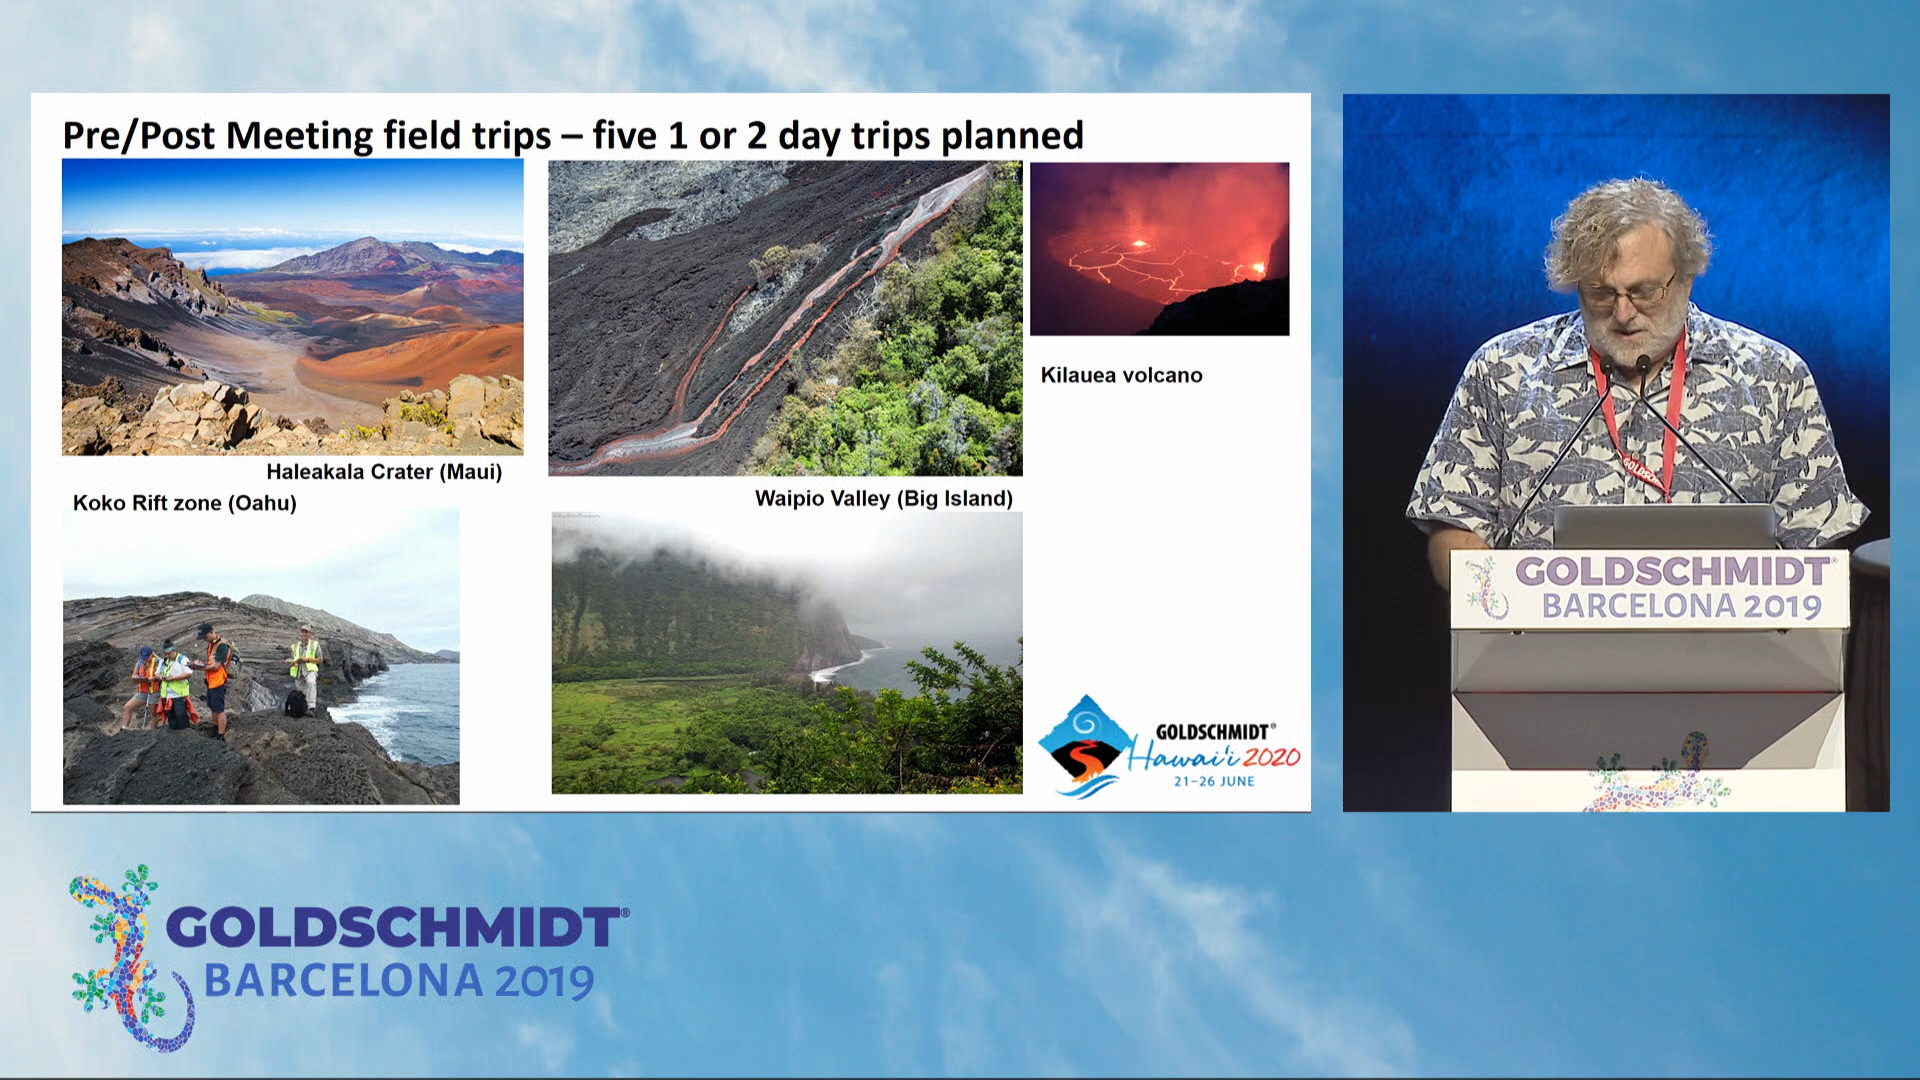 Pre/Post Meeting field trips – five 1 or 2 day trips planned
Kilauea volcano
Haleakala Crater (Maui)
Koko Rift zone (Oahu)
Waipio Valley (Big Island)
GOLDSCHMIDT®
Hawai'i 2020
21–26 JUNE
GOLDSCHMIDT®
BARCELONA 2019
GOLDSCHMIDT®
BARCELONA 2019